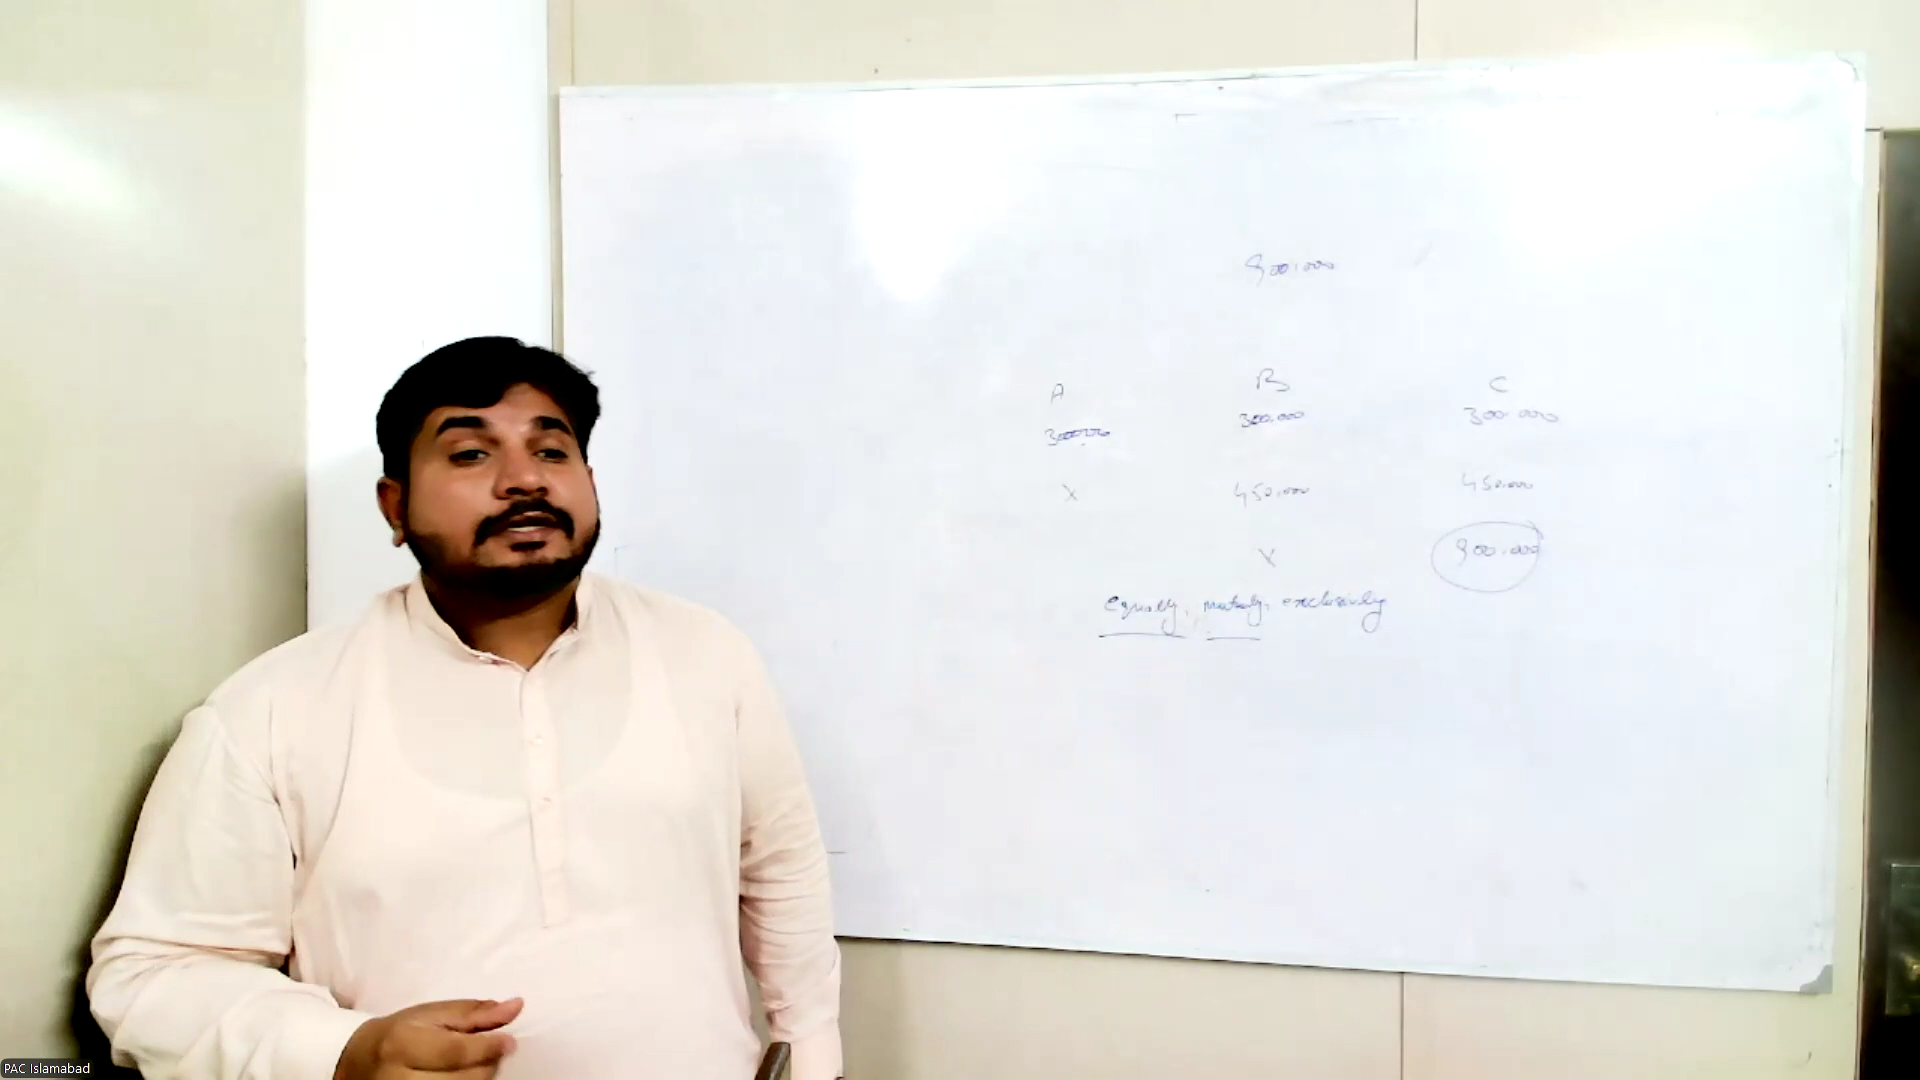 900.000
A B C
300.000 300.000 300.000
X 450.000 450.000
X 900.000
equally, mutually, exclusively
PAC Islamabad